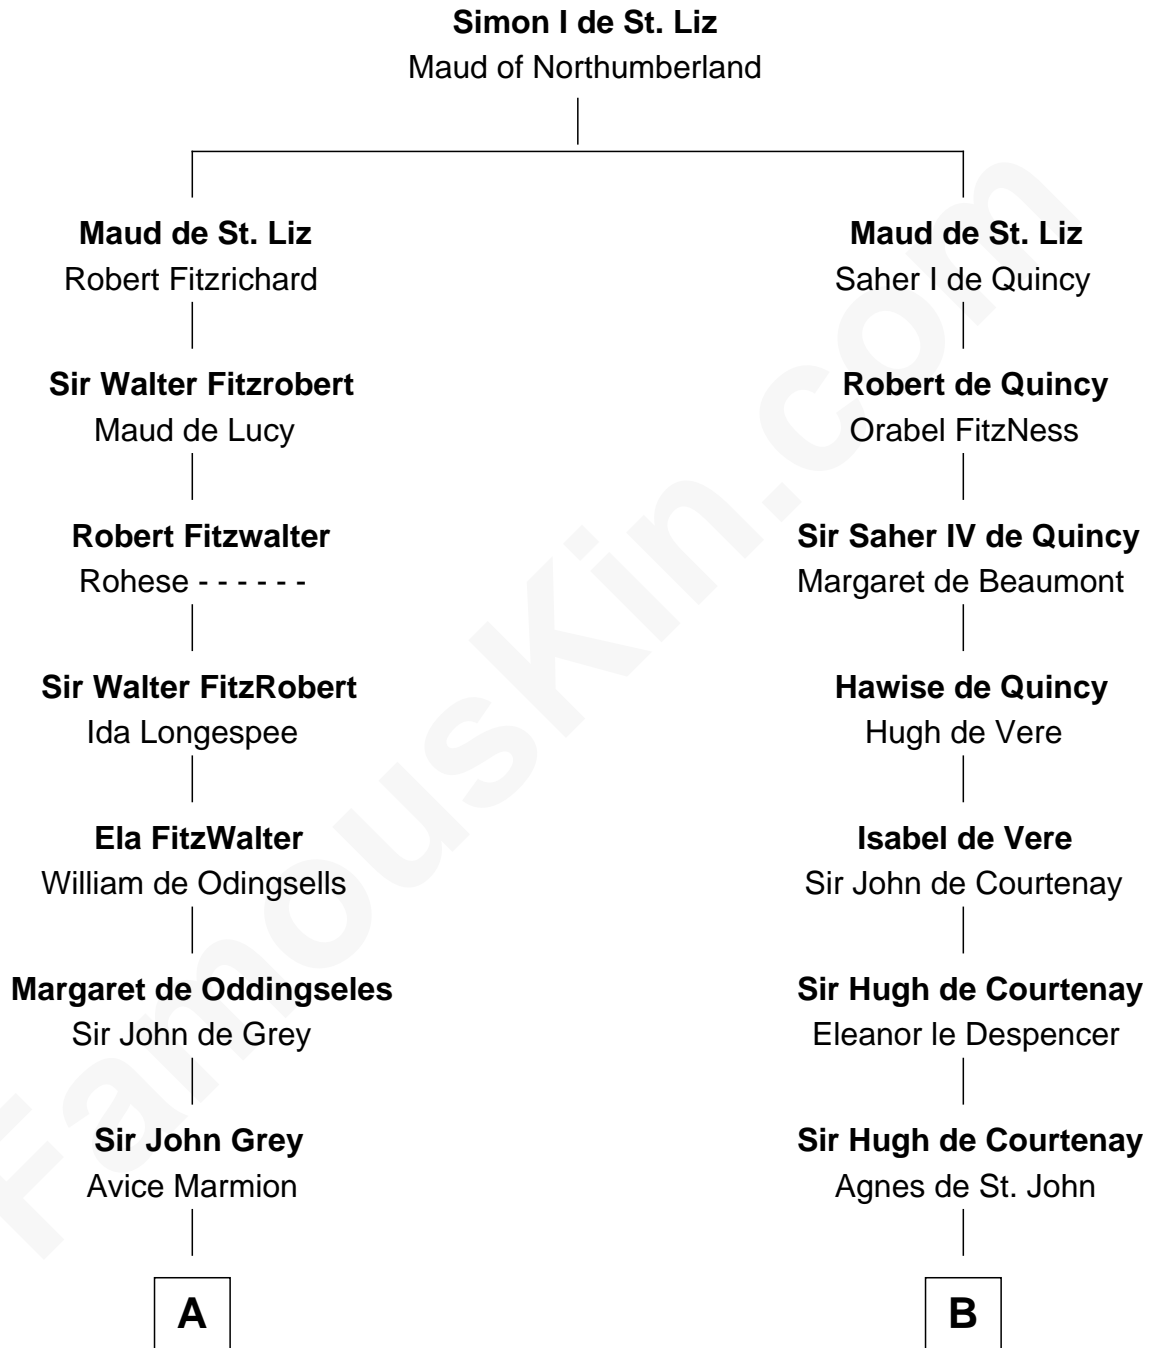 Simon I de St. Liz
Maud of Northumberland
Maud de St. Liz
Robert Fitzrichard
Sir Walter Fitzrobert
Maud de Lucy
Robert Fitzwalter
Rohese - - - - - -
Sir Walter FitzRobert
Ida Longespee
Ela FitzWalter
William de Odingsells
Margaret de Oddingseles
Sir John de Grey
Sir John Grey
Avice Marmion
A
Maud de St. Liz
Saher I de Quincy
Robert de Quincy
Orabel FitzNess
Sir Saher IV de Quincy
Margaret de Beaumont
Hawise de Quincy
Hugh de Vere
Isabel de Vere
Sir John de Courtenay
Sir Hugh de Courtenay
Eleanor le Despencer
Sir Hugh de Courtenay
Agnes de St. John
B
FamousKin.com